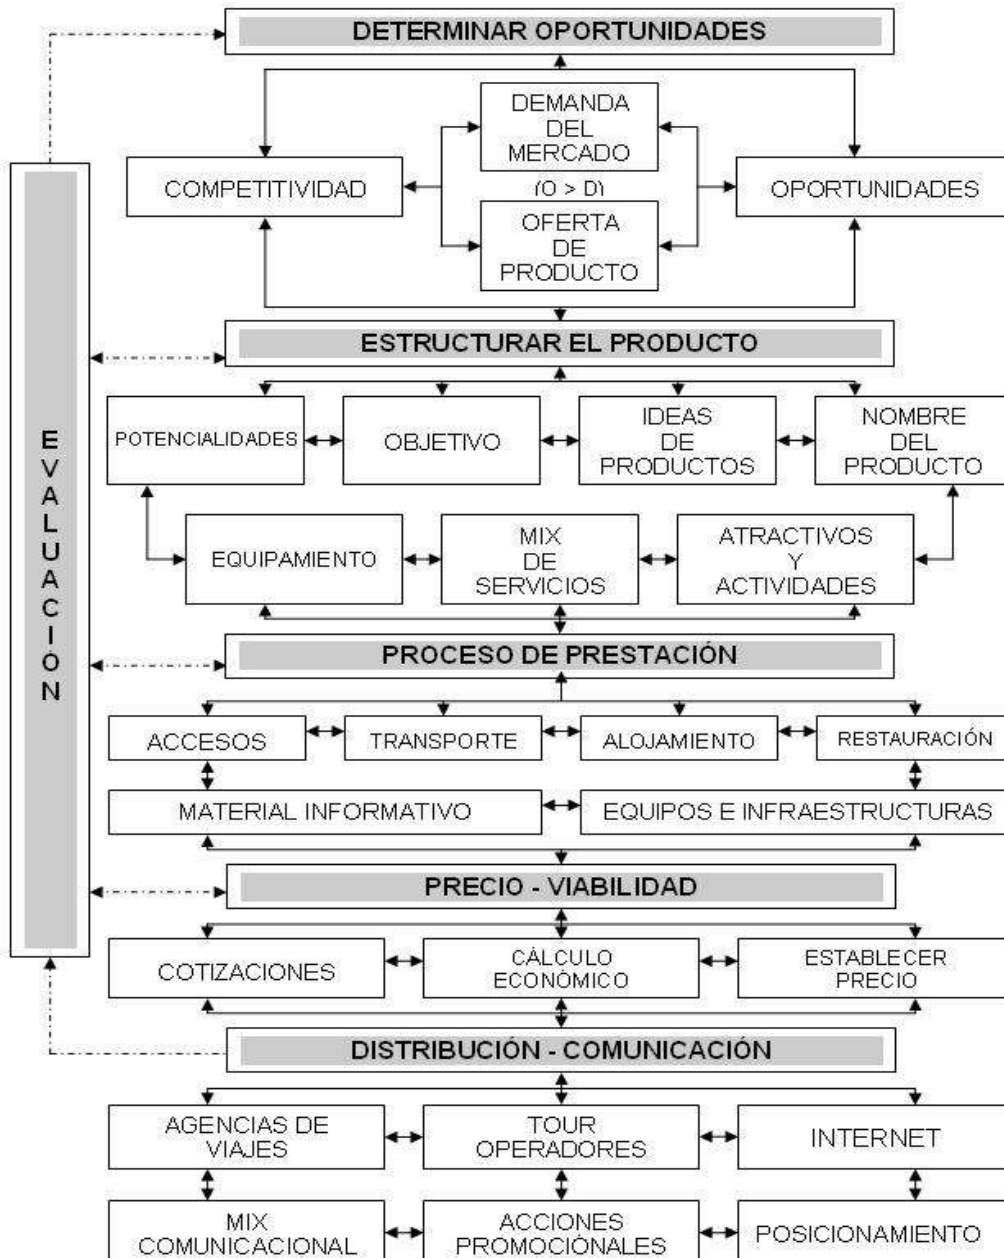 DETERMINAR OPORTUNIDADES
DEMANDA
DEL
MERCADO
COMPETITIVIDAD
(O > D)
OPORTUNIDADES
OFERTA
DE
PRODUCTO
ESTRUCTURAR EL PRODUCTO
POTENCIALIDADES
OBJETIVO
IDEAS
DE
PRODUCTOS
NOMBRE
DEL
PRODUCTO
EQUIPAMIENTO
MIX
DE
SERVICIOS
ATRACTIVOS
Y
ACTIVIDADES
EVALUACIÓN
PROCESO DE PRESTACIÓN
ACCESOS
TRANSPORTE
ALOJAMIENTO
RESTAURACIÓN
MATERIAL INFORMATIVO
EQUIPOS E INFRAESTRUCTURAS
PRECIO - VIABILIDAD
COTIZACIONES
CÁLCULO
ECONÓMICO
ESTABLECER
PRECIO
DISTRIBUCIÓN - COMUNICACIÓN
AGENCIAS DE
VIAJES
TOUR
OPERADORES
INTERNET
MIX
COMUNICACIONAL
ACCIONES
PROMOCIÓNALES
POSICIONAMIENTO